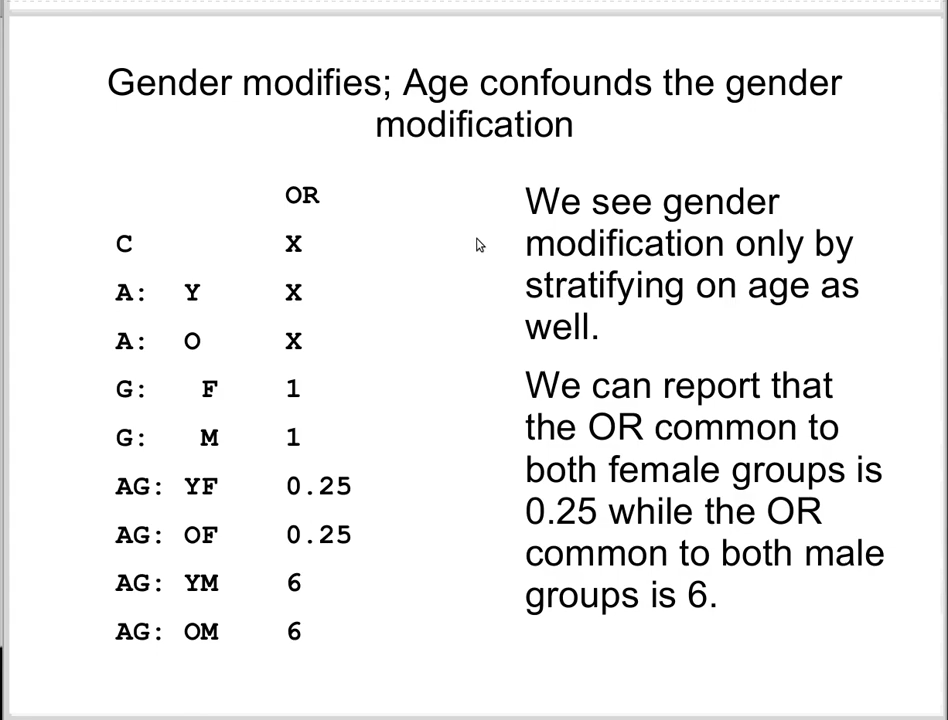 Gender modifies; Age confounds the gender
modification
OR
C X
A: Y X
A: O X
G: F 1
G: M 1
AG: YF 0.25
AG: OF 0.25
AG: YM 6
AG: OM 6
We see gender
modification only by
stratifying on age as
well.
We can report that
the OR common to
both female groups is
0.25 while the OR
common to both male
groups is 6.